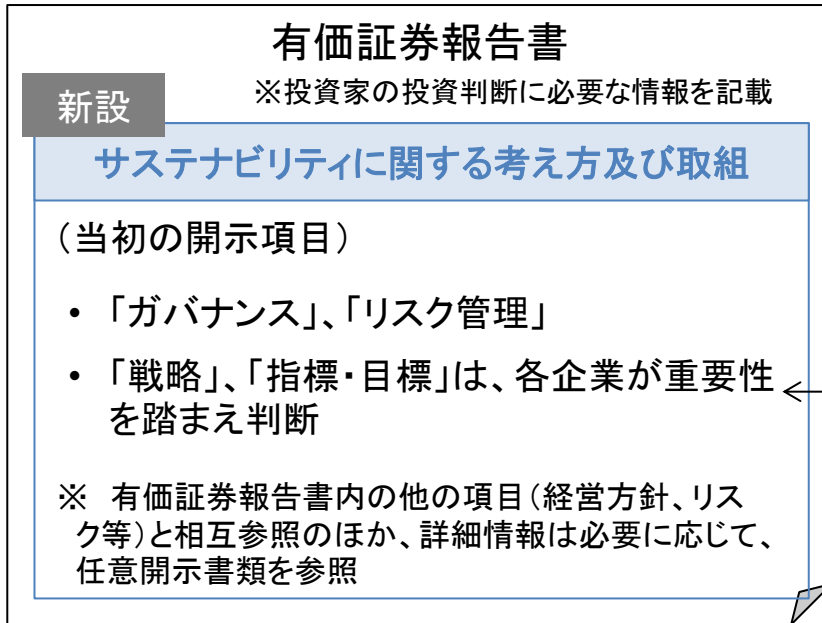 有価証券報告書
新設
※投資家の投資判断に必要な情報を記載
サステナビリティに関する考え方及び取組
（当初の開示項目）
• 「ガバナンス」、「リスク管理」
• 「戦略」、「指標・目標」は、各企業が重要性
を踏まえ判断
※ 有価証券報告書内の他の項目（経営方針、リス
ク等）と相互参照のほか、詳細情報は必要に応じて、
任意開示書類を参照